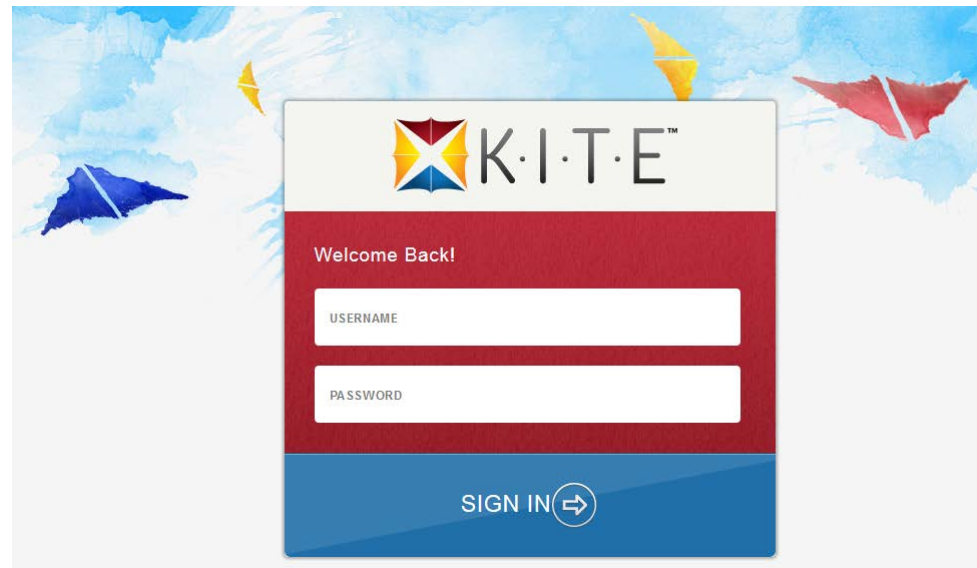 K·I·T·E™
Welcome Back!
USERNAME
PASSWORD
SIGN IN